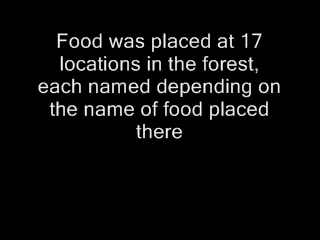 Food was placed at 17
locations in the forest,
each named depending on
the name of food placed
there